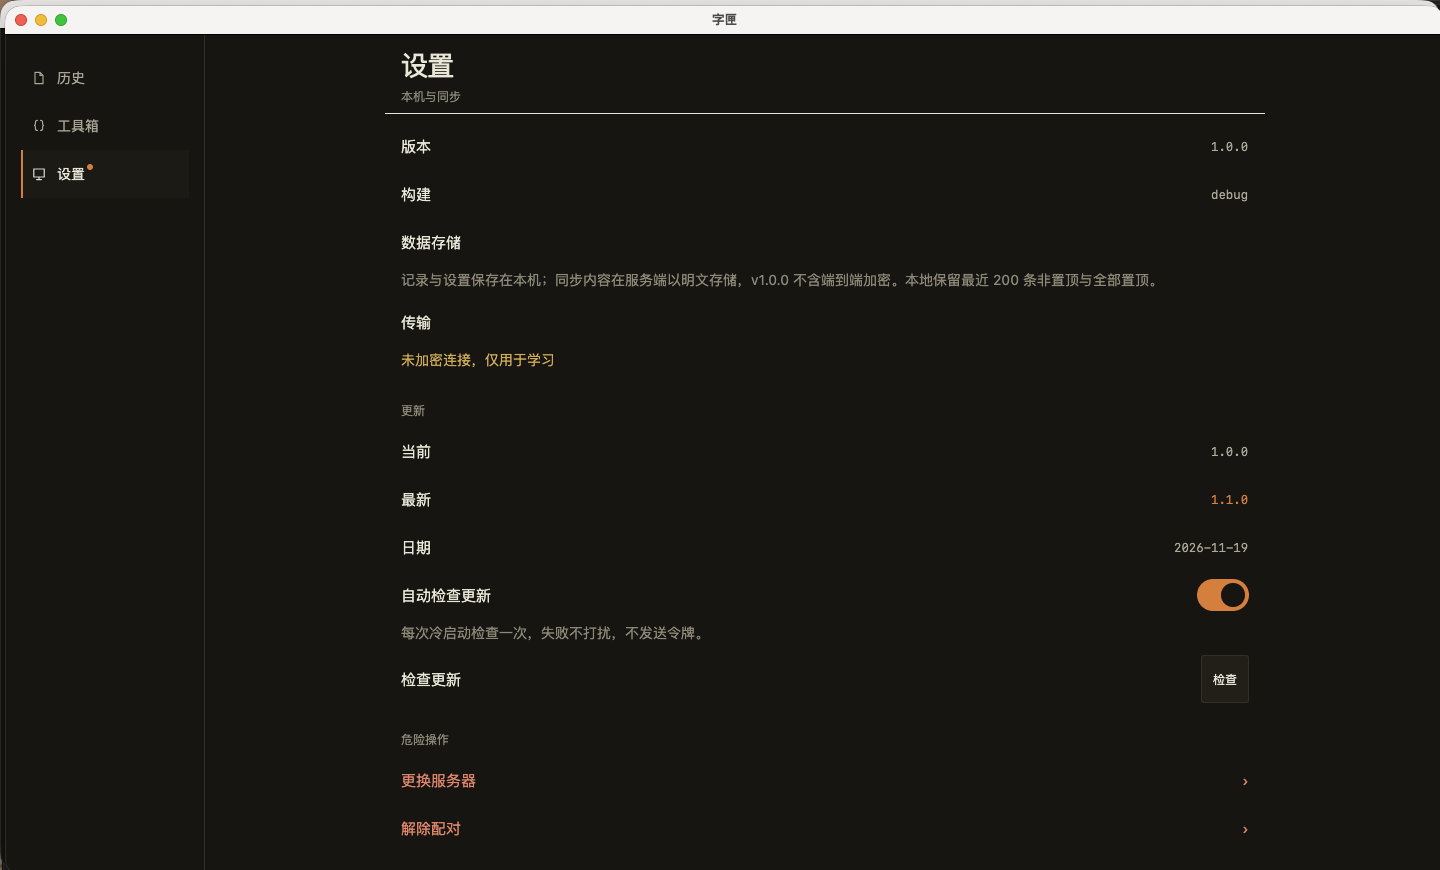 字匣
历史
工具箱
设置
设置
本机与同步
版本 1.0.0
构建 debug
数据存储
记录与设置保存在本机；同步内容在服务端以明文存储，v1.0.0 不含端到端加密。本地保留最近 200 条非置顶与全部置顶。
传输
未加密连接，仅用于学习
更新
当前 1.0.0
最新 1.1.0
日期 2026-11-19
自动检查更新
每次冷启动检查一次，失败不打扰，不发送令牌。
检查更新 检查
危险操作
更换服务器 ›
解除配对 ›